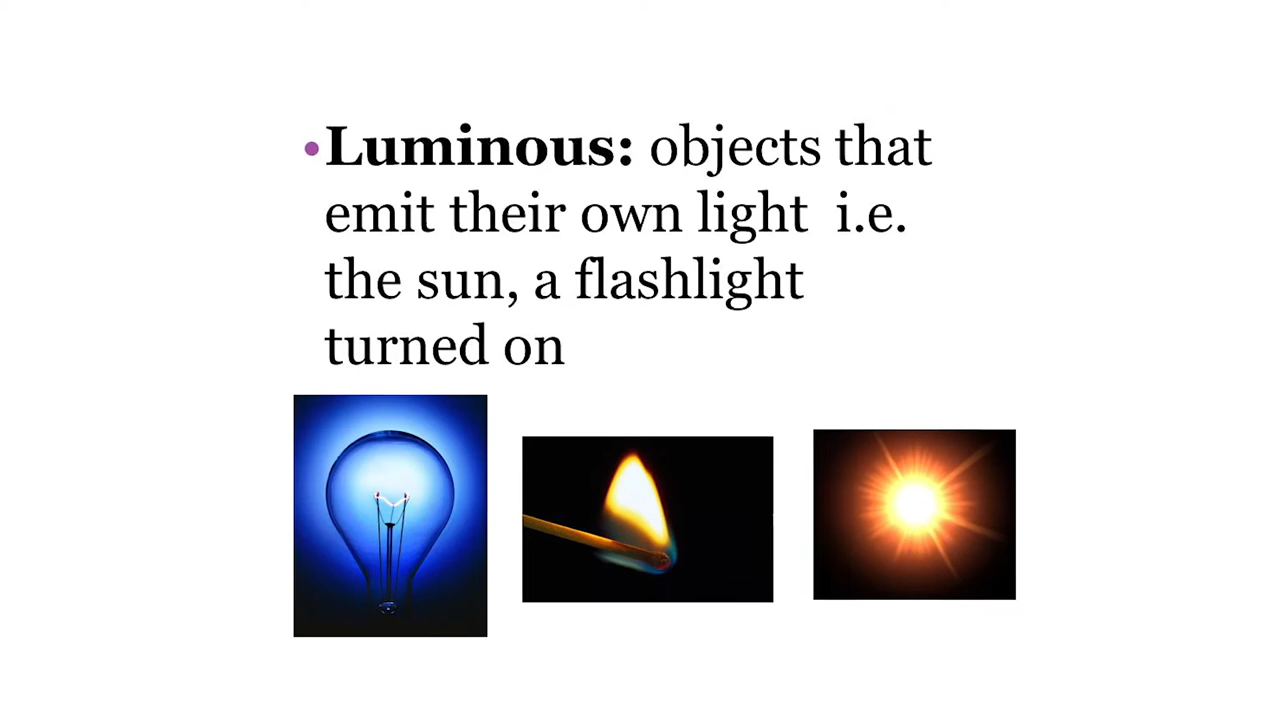 •Luminous: objects that
emit their own light  i.e.
the sun, a flashlight
turned on